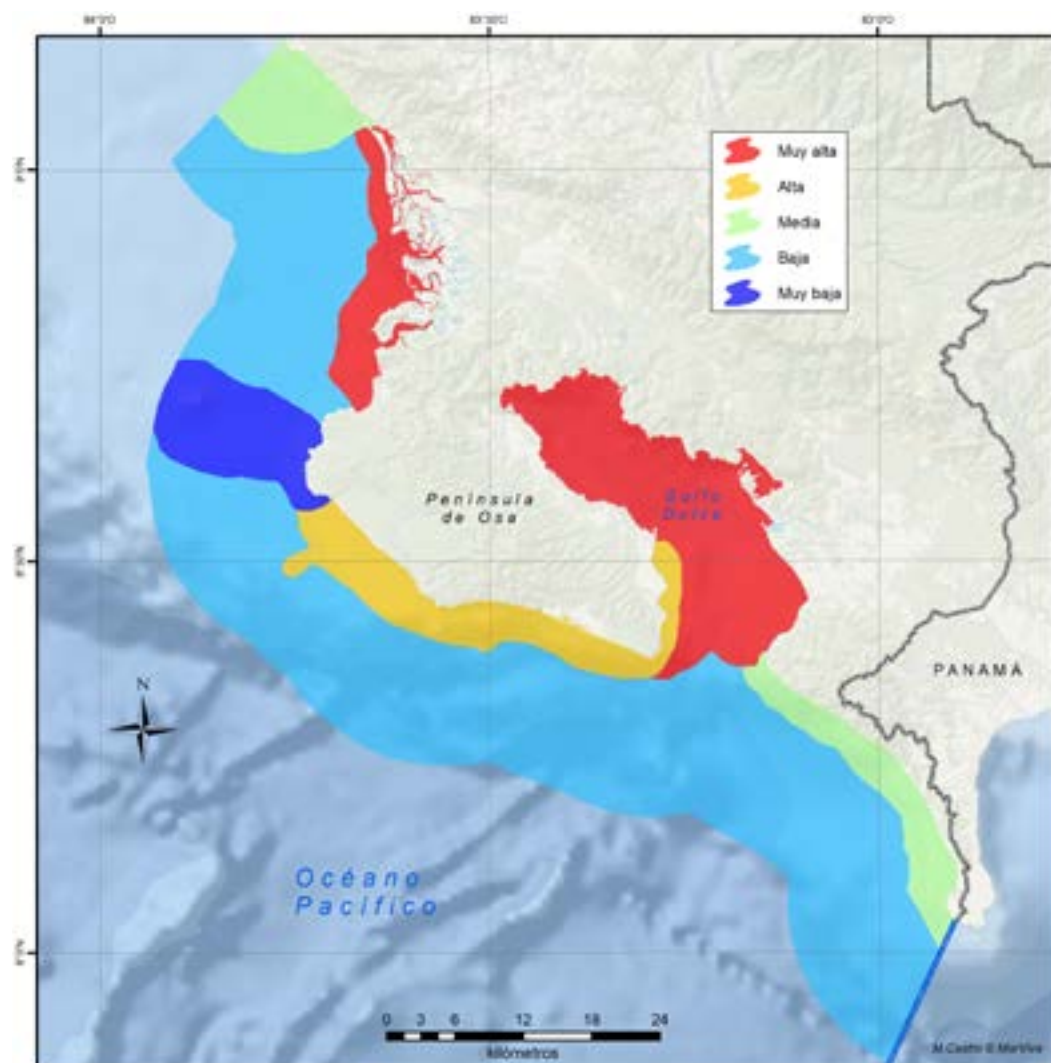 Muy alta
Alta
Media
Baja
Muy baja
Península
de Osa
Golfo
Dulce
PANAMÁ
N
Océano
Pacífico
0 3 6 12 18 24
kilómetros